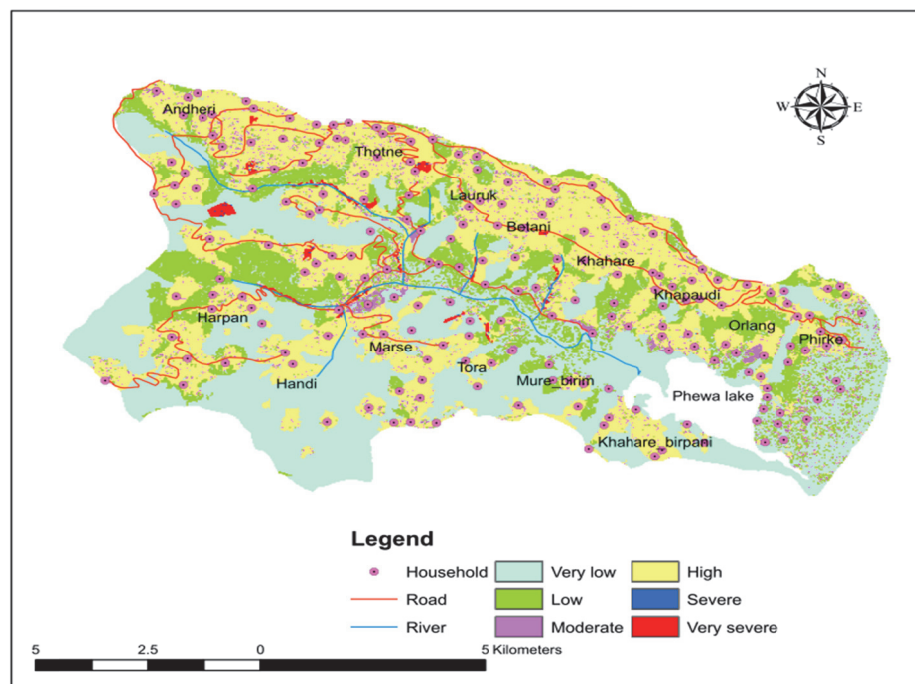 N
W E
S
Andheri
Thotne
Lauruk
Betani
Khahare
Khapaudi
Harpan
Orlang
Phirke
Marse
Tora
Handi
Mure_birim
Phewa lake
Khahare_birpani
Legend
Household Very low High
Road Low Severe
River Moderate Very severe
5 2.5 0 5 Kilometers